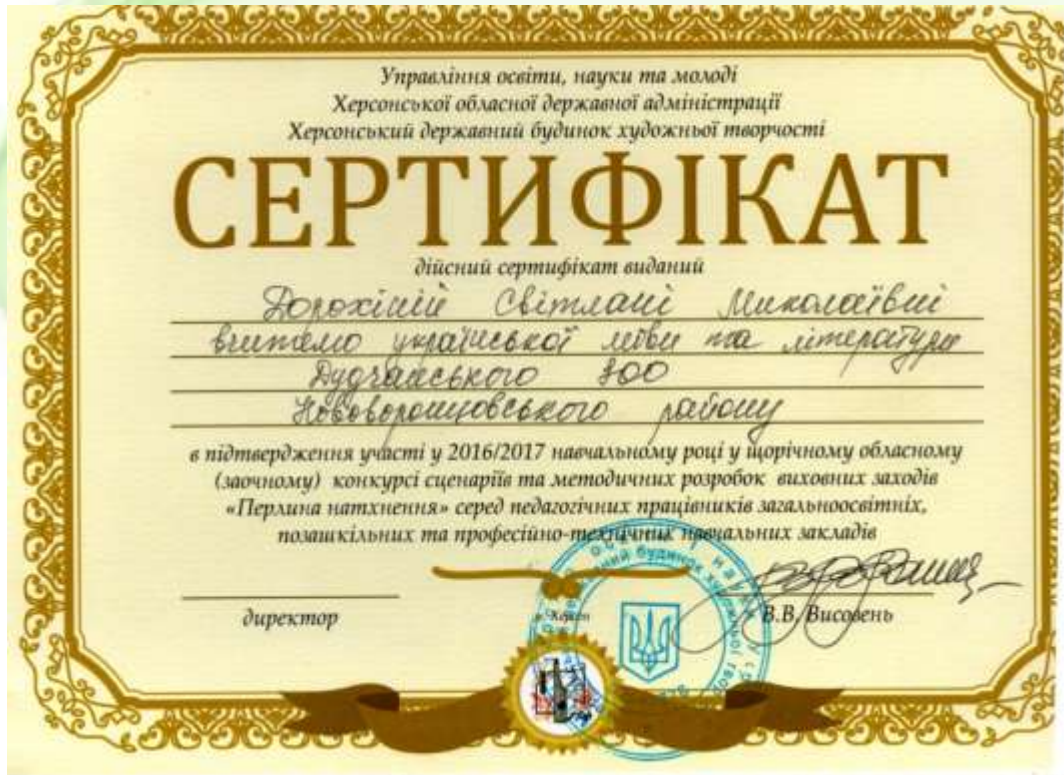 Управління освіти, науки та молоді
Херсонської обласної державної адміністрації
Херсонський державний будинок художньої творчості
СЕРТИФІКАТ
дійсний сертифікат виданий
Дорохіній Світлані Миколаївні
вчителю української мови та літератури
Дудчанського ЗОО
Нововоронцовського району
в підтвердження участі у 2016/2017 навчальному році у щорічному обласному
(заочному) конкурсі сценаріїв та методичних розробок виховних заходів
«Перлина натхнення» серед педагогічних працівників загальноосвітніх,
позашкільних та професійно-технічних навчальних закладів
директор
м. Херсон
В.В. Висовень